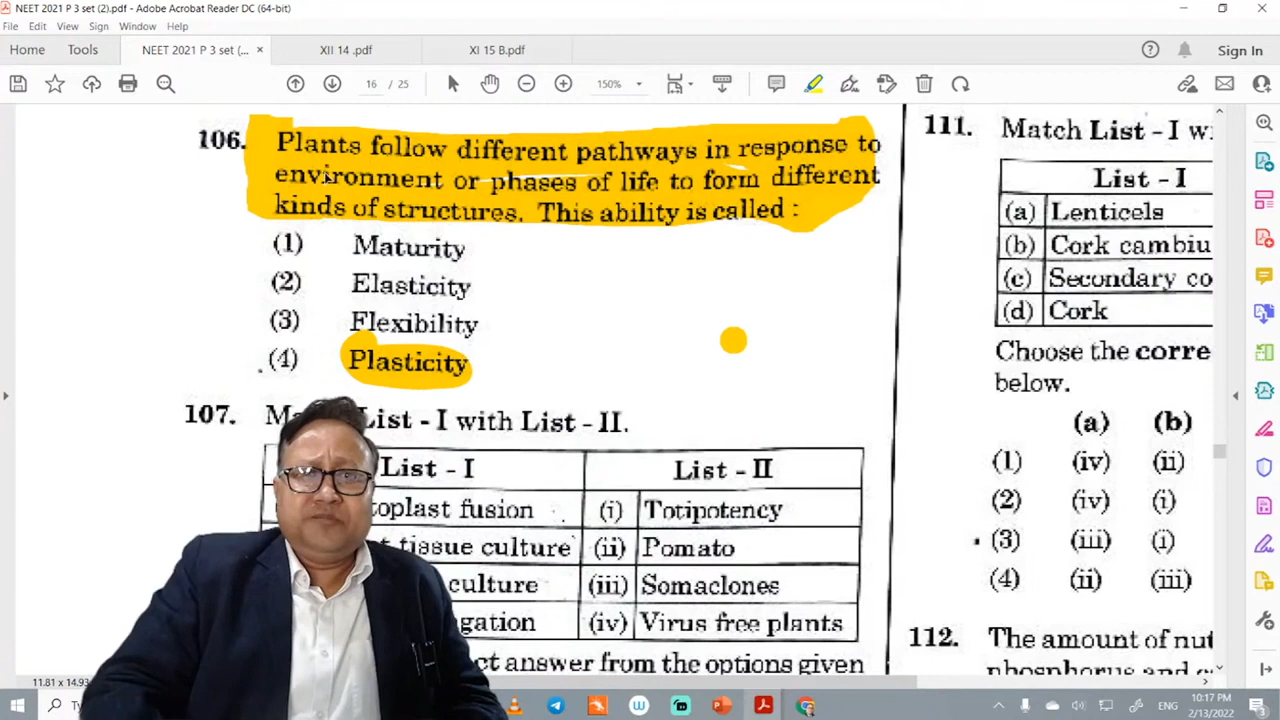 NEET 2021 P 3 set (2).pdf - Adobe Acrobat Reader DC (64-bit)
File Edit View Sign Window Help
Home Tools NEET 2021 P 3 set (... × XII 14 .pdf XI 15 B.pdf Sign In
16 / 25 150%
106. Plants follow different pathways in response to
environment or phases of life to form different
kinds of structures. This ability is called :
(1) Maturity
(2) Elasticity
(3) Flexibility
(4) Plasticity
107. List - I with List - II.
List - I List - II
toplast fusion (i) Totipotency
tissue culture (ii) Pomato
culture (iii) Somaclones
gation (iv) Virus free plants
ct answer from the options given
111. Match List - I wi
List - I
(a) Lenticels
(b) Cork cambiu
(c) Secondary co
(d) Cork
Choose the corre
below.
(a) (b)
(1) (iv) (ii)
(2) (iv) (i)
(3) (iii) (i)
(4) (ii) (iii)
112. The amount of nut
phosphorus and
11.81 x 14.93
ENG
10:17 PM
2/13/2022